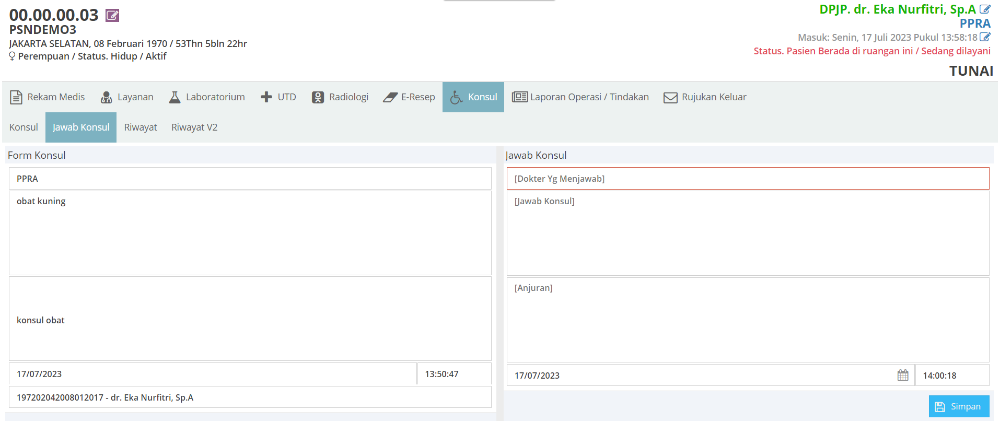 00.00.00.03
PSNDEMO3
JAKARTA SELATAN, 08 Februari 1970 / 53Thn 5bln 22hr
Perempuan / Status. Hidup / Aktif
DPJP. dr. Eka Nurfitri, Sp.A
PPRA
Masuk: Senin, 17 Juli 2023 Pukul 13:58:18
Status. Pasien Berada di ruangan ini / Sedang dilayani
TUNAI
Rekam Medis Layanan Laboratorium UTD Radiologi E-Resep Konsul Laporan Operasi / Tindakan Rujukan Keluar
Konsul Jawab Konsul Riwayat Riwayat V2
Form Konsul
PPRA
obat kuning
konsul obat
17/07/2023 13:50:47
197202042008012017 - dr. Eka Nurfitri, Sp.A
Jawab Konsul
[Dokter Yg Menjawab]
[Jawab Konsul]
[Anjuran]
17/07/2023 14:00:18
Simpan